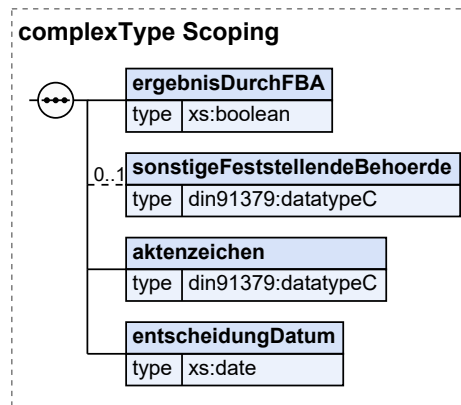 complexType Scoping
ergebnisDurchFBA
type xs:boolean
0..1 sonstigeFeststellendeBehoerde
type din91379:datatypeC
aktenzeichen
type din91379:datatypeC
entscheidungDatum
type xs:date